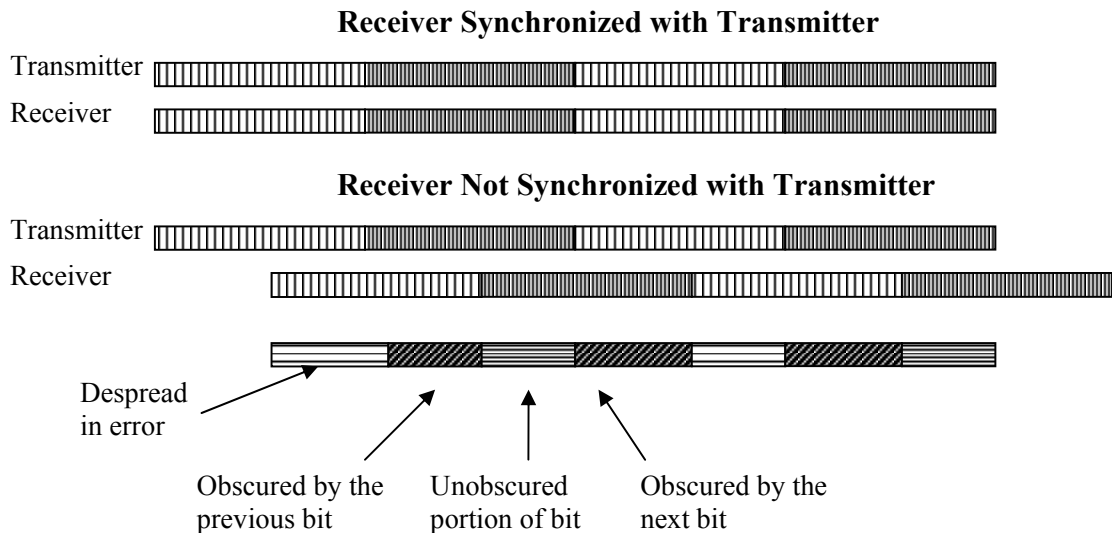 Receiver Synchronized with Transmitter
Transmitter
Receiver
Receiver Not Synchronized with Transmitter
Transmitter
Receiver
Despread
in error
Obscured by the
previous bit
Unobscured
portion of bit
Obscured by the
next bit